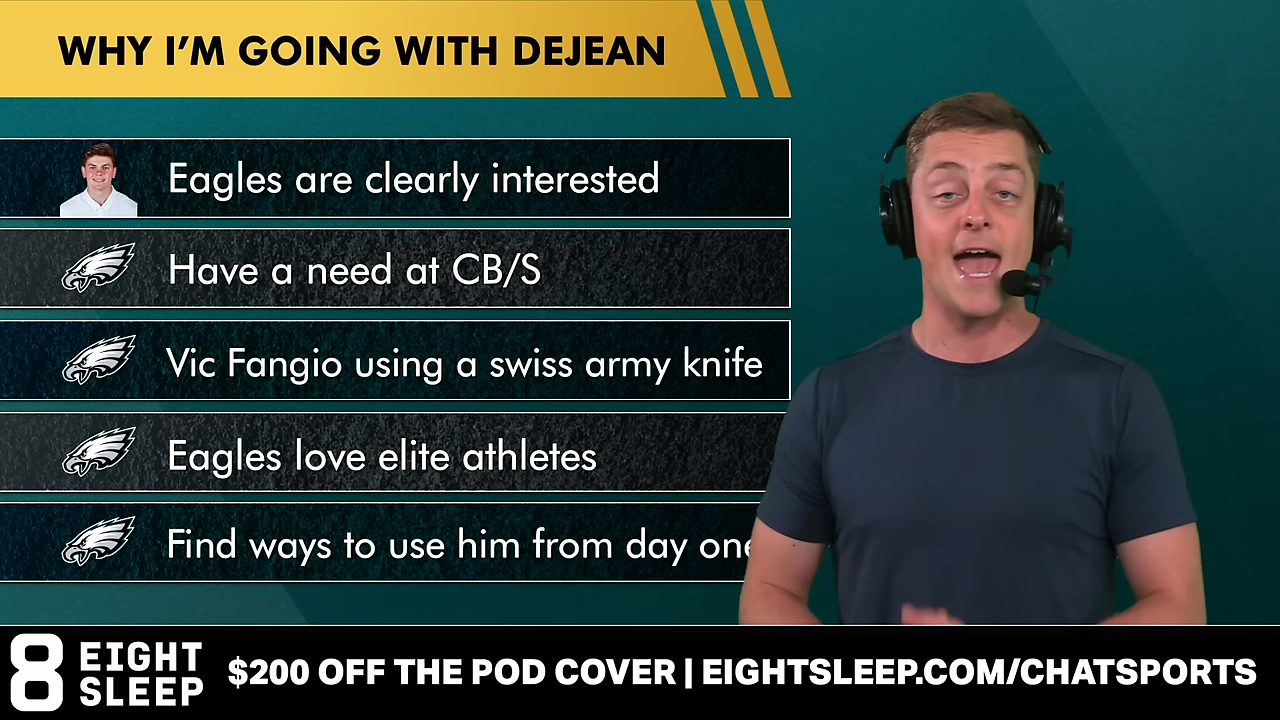 WHY I'M GOING WITH DEJEAN
Eagles are clearly interested
Have a need at CB/S
Vic Fangio using a swiss army knife
Eagles love elite athletes
Find ways to use him from day one
8 EIGHT SLEEP
$200 OFF THE POD COVER | EIGHTSLEEP.COM/CHATSPORTS